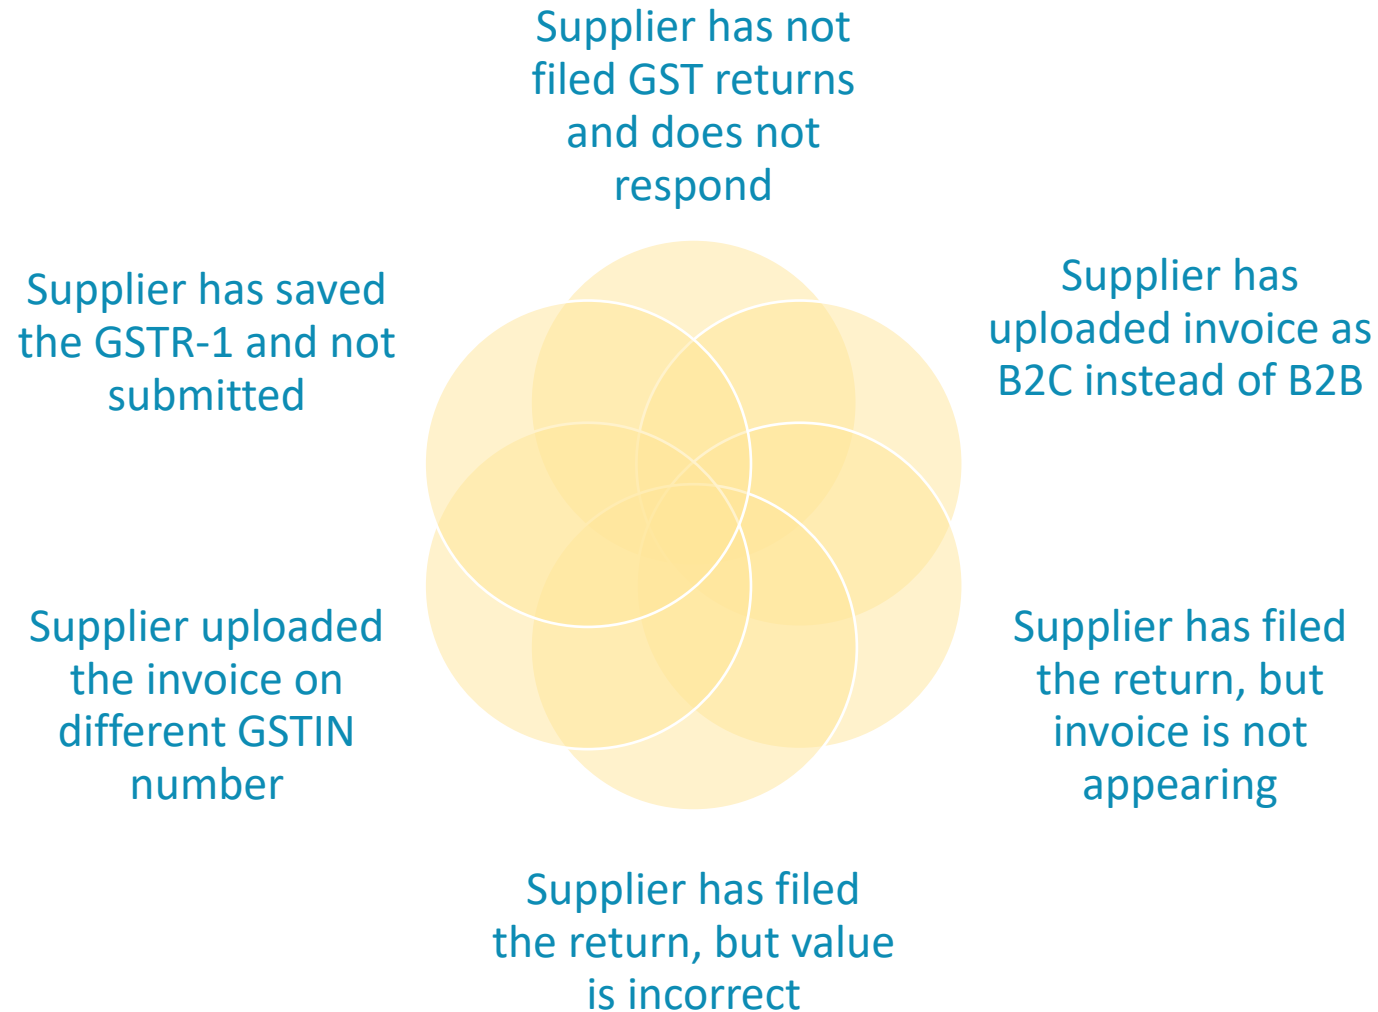 Supplier has not
filed GST returns
and does not
respond
Supplier has
uploaded invoice as
B2C instead of B2B
Supplier has filed
the return, but
invoice is not
appearing
Supplier has filed
the return, but value
is incorrect
Supplier uploaded
the invoice on
different GSTIN
number
Supplier has saved
the GSTR-1 and not
submitted